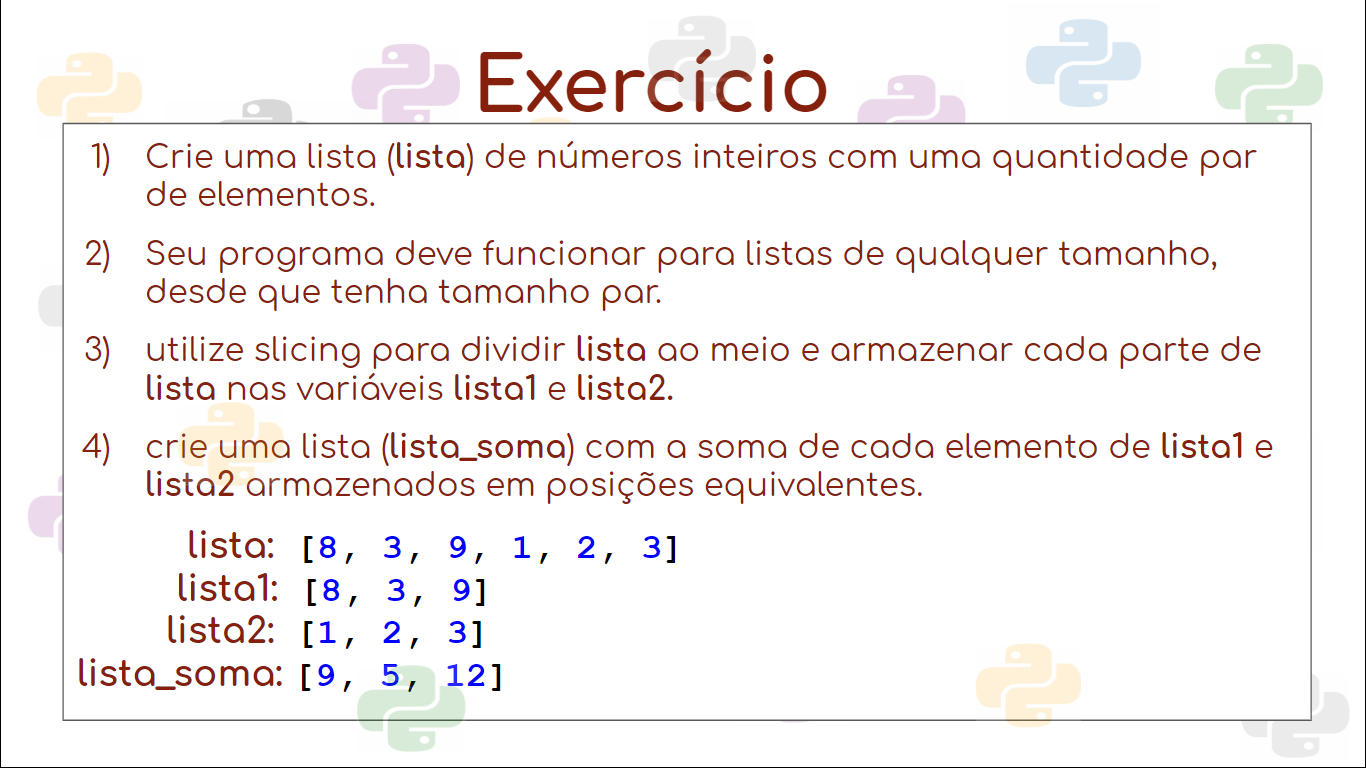 Exercício
1) Crie uma lista (lista) de números inteiros com uma quantidade par
de elementos.
2) Seu programa deve funcionar para listas de qualquer tamanho,
desde que tenha tamanho par.
3) utilize slicing para dividir lista ao meio e armazenar cada parte de
lista nas variáveis lista1 e lista2.
4) crie uma lista (lista_soma) com a soma de cada elemento de lista1 e
lista2 armazenados em posições equivalentes.
lista: [8, 3, 9, 1, 2, 3]
lista1: [8, 3, 9]
lista2: [1, 2, 3]
lista_soma: [9, 5, 12]